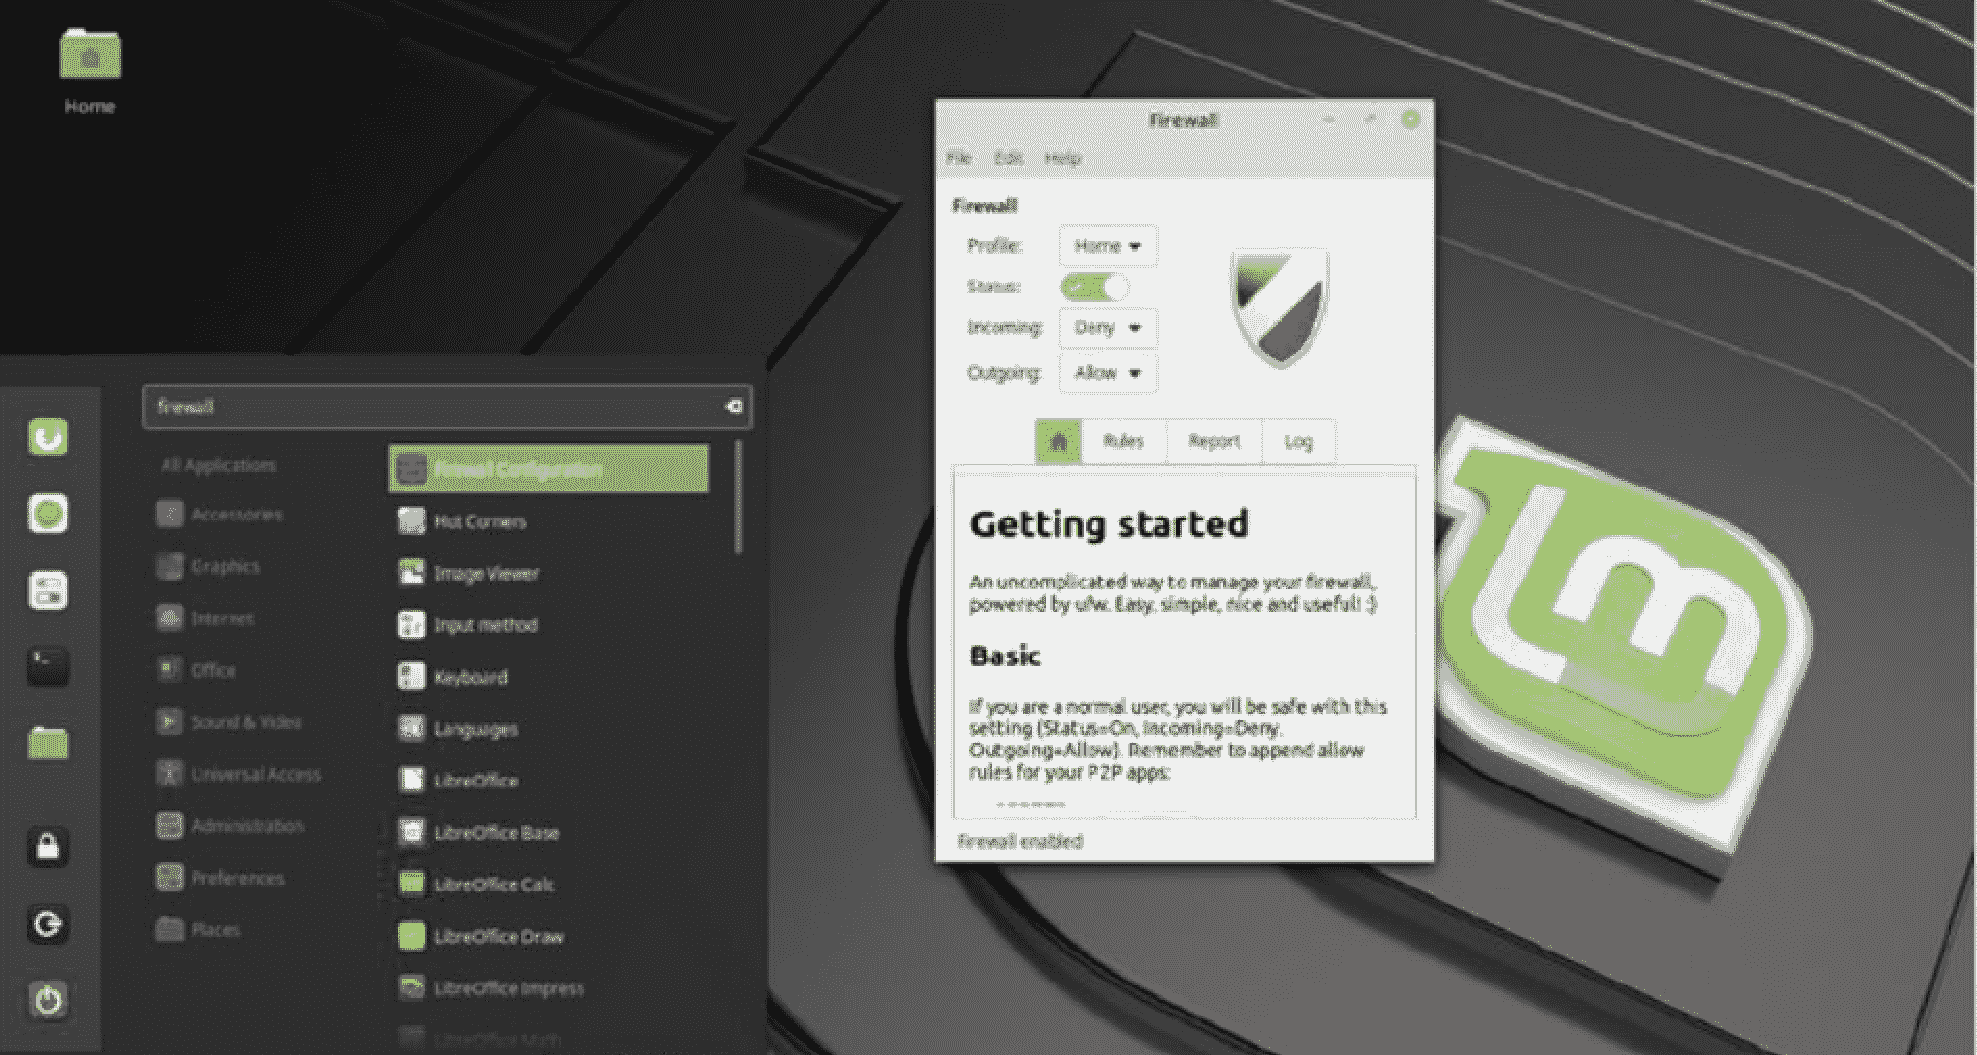 Home
firewall
All Applications
Accessories
Graphics
Internet
Office
Sound & Video
Universal Access
Administration
Preferences
Places
Firewall Configuration
Hot Corners
Image Viewer
Input method
Keyboard
Languages
LibreOffice
LibreOffice Base
LibreOffice Calc
LibreOffice Draw
LibreOffice Impress
LibreOffice Math
Firewall
File Edit Help
Firewall
Profile: Home
Status:
Incoming: Deny
Outgoing: Allow
Rules Report Log
Getting started
An uncomplicated way to manage your firewall,
powered by ufw. Easy, simple, nice and useful! :)
Basic
If you are a normal user, you will be safe with this
setting (Status=On, Incoming=Deny,
Outgoing=Allow). Remember to append allow
rules for your P2P apps:
Firewall enabled